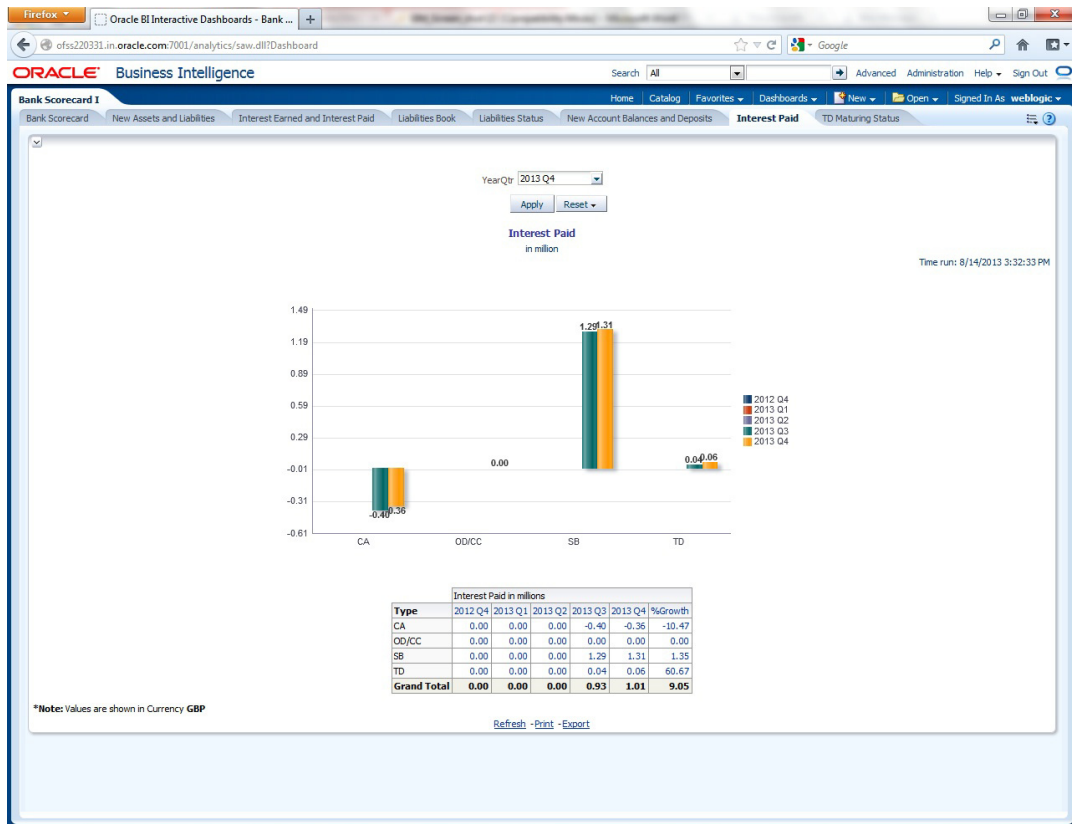 Firefox
Oracle BI Interactive Dashboards - Bank ...
ofss220331.in.oracle.com:7001/analytics/saw.dll?Dashboard
Google
ORACLE Business Intelligence
Search All Advanced Administration Help Sign Out
Bank Scorecard I
Home Catalog Favorites Dashboards New Open Signed In As weblogic
Bank Scorecard New Assets and Liabilities Interest Earned and Interest Paid Liabilities Book Liabilities Status New Account Balances and Deposits Interest Paid TD Maturing Status
YearQtr 2013 Q4
Apply Reset
Interest Paid
in million
Time run: 8/14/2013 3:32:33 PM
1.49
1.19
0.89
0.59
0.29
-0.01
-0.31
-0.61
1.29 1.31
0.00
0.04 0.06
-0.40 -0.36
CA OD/CC SB TD
2012 Q4
2013 Q1
2013 Q2
2013 Q3
2013 Q4
Interest Paid in millions
Type 2012 Q4 2013 Q1 2013 Q2 2013 Q3 2013 Q4 %Growth
CA 0.00 0.00 0.00 -0.40 -0.36 -10.47
OD/CC 0.00 0.00 0.00 0.00 0.00 0.00
SB 0.00 0.00 0.00 1.29 1.31 1.35
TD 0.00 0.00 0.00 0.04 0.06 60.67
Grand Total 0.00 0.00 0.00 0.93 1.01 9.05
*Note: Values are shown in Currency GBP
Refresh - Print - Export